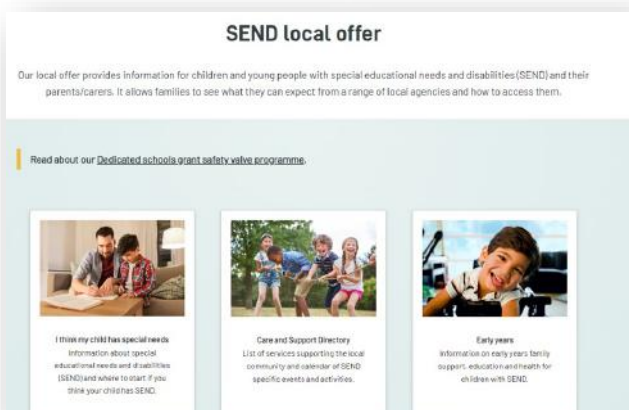 SEND local offer
Our local offer provides information for children and young people with special educational needs and disabilities (SEND) and their
parents/carers. It allows families to see what they can expect from a range of local agencies and how to access them.
Read about our Dedicated schools grant safety valve programme.
I think my child has special needs
Information about special
educational needs and disabilities
(SEND) and where to start if you
think your child has SEND.
Care and Support Directory
List of services supporting the local
community and calendar of SEND
specific events and activities.
Early years
Information on early years family
support, education and health for
children with SEND.